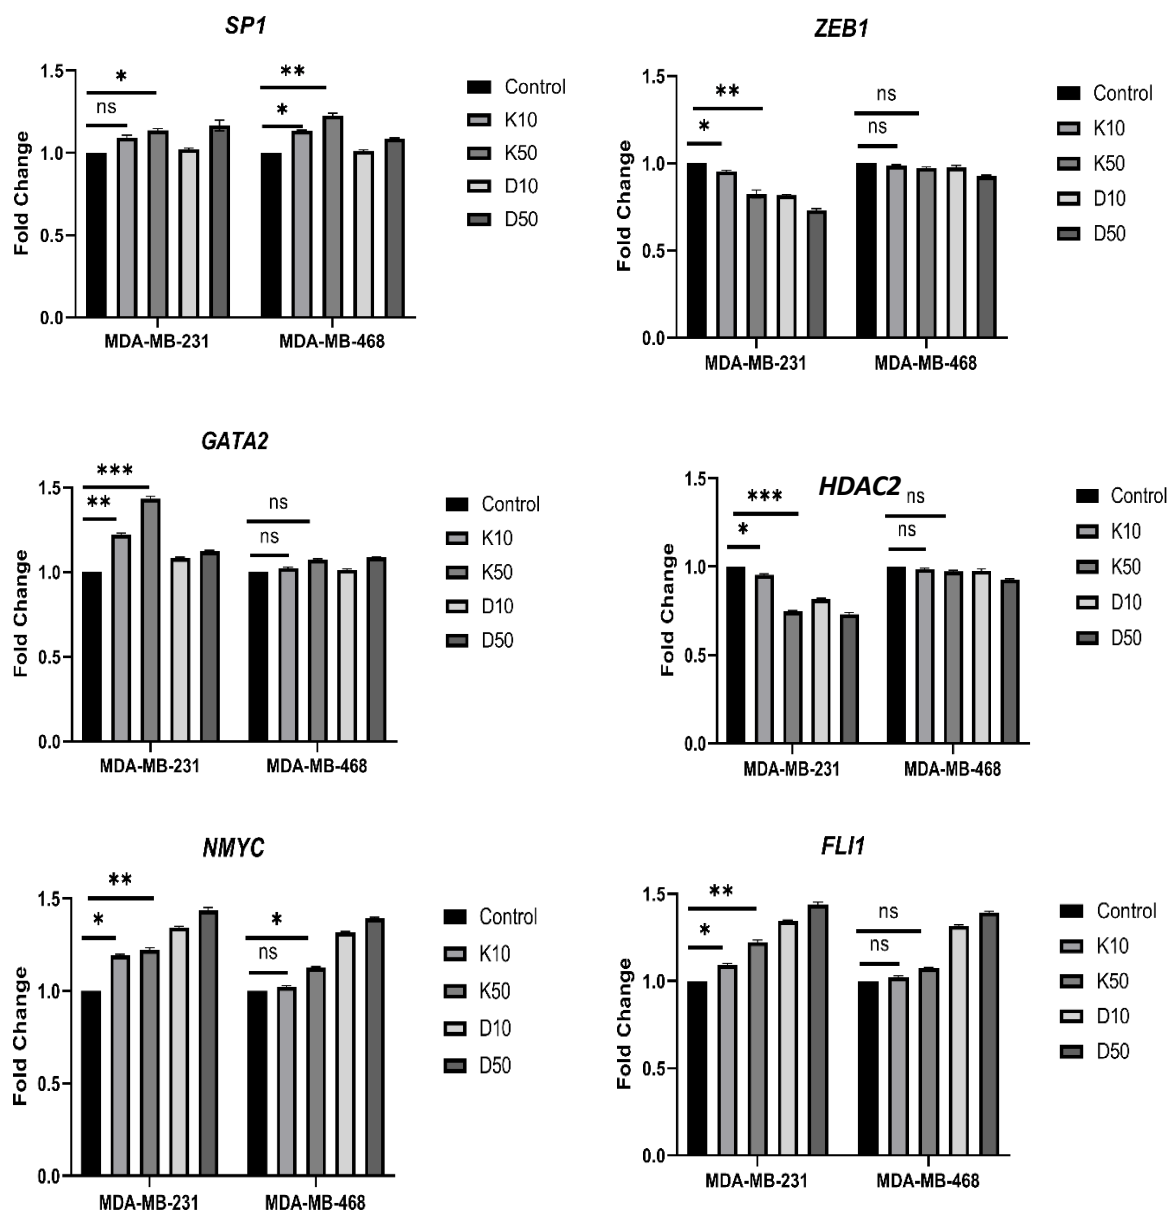 SP1
Fold Change
1.5
1.0
0.5
0.0
*
ns
**
*
MDA-MB-231
MDA-MB-468
Control
K10
K50
D10
D50
ZEB1
Fold Change
1.5
1.0
0.5
0.0
**
*
ns
ns
MDA-MB-231
MDA-MB-468
Control
K10
K50
D10
D50
GATA2
Fold Change
1.5
1.0
0.5
0.0
***
**
ns
ns
MDA-MB-231
MDA-MB-468
Control
K10
K50
D10
D50
HDAC2
Fold Change
1.5
1.0
0.5
0.0
***
*
ns
ns
MDA-MB-231
MDA-MB-468
Control
K10
K50
D10
D50
NMYC
Fold Change
1.5
1.0
0.5
0.0
**
*
*
ns
MDA-MB-231
MDA-MB-468
Control
K10
K50
D10
D50
FLI1
Fold Change
1.5
1.0
0.5
0.0
**
*
ns
ns
MDA-MB-231
MDA-MB-468
Control
K10
K50
D10
D50